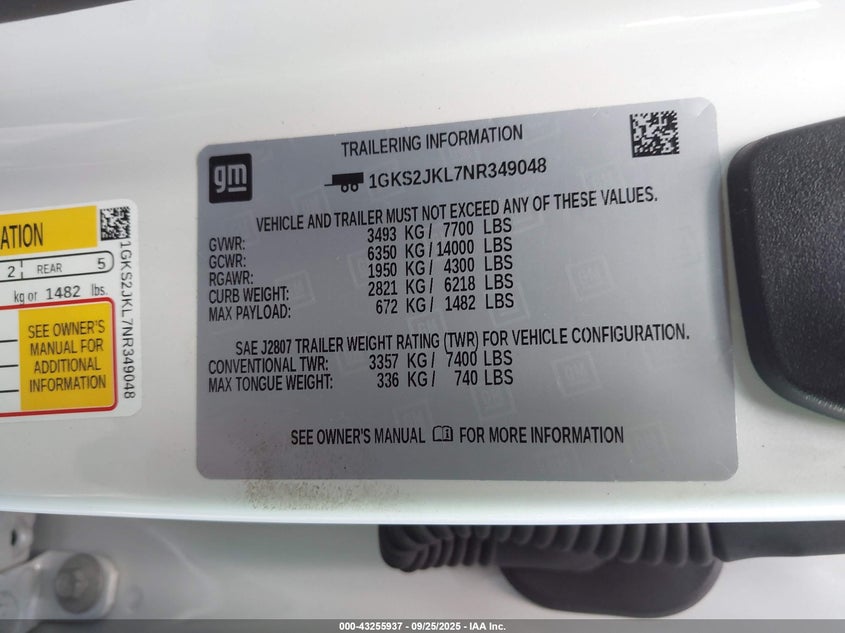 gm
TRAILERING INFORMATION
1GKS2JKL7NR349048
VEHICLE AND TRAILER MUST NOT EXCEED ANY OF THESE VALUES.
GVWR: 3493 KG / 7700 LBS
GCWR: 6350 KG / 14000 LBS
RGAWR: 1950 KG / 4300 LBS
CURB WEIGHT: 2821 KG / 6218 LBS
MAX PAYLOAD: 672 KG / 1482 LBS
SAE J2807 TRAILER WEIGHT RATING (TWR) FOR VEHICLE CONFIGURATION.
CONVENTIONAL TWR: 3357 KG / 7400 LBS
MAX TONGUE WEIGHT: 336 KG / 740 LBS
SEE OWNER'S MANUAL FOR MORE INFORMATION
2 REAR 5
kg or 1482 lbs.
SEE OWNER'S
MANUAL FOR
ADDITIONAL
INFORMATION
1GKS2JKL7NR349048
000-43255937 - 09/25/2025 - IAA Inc.